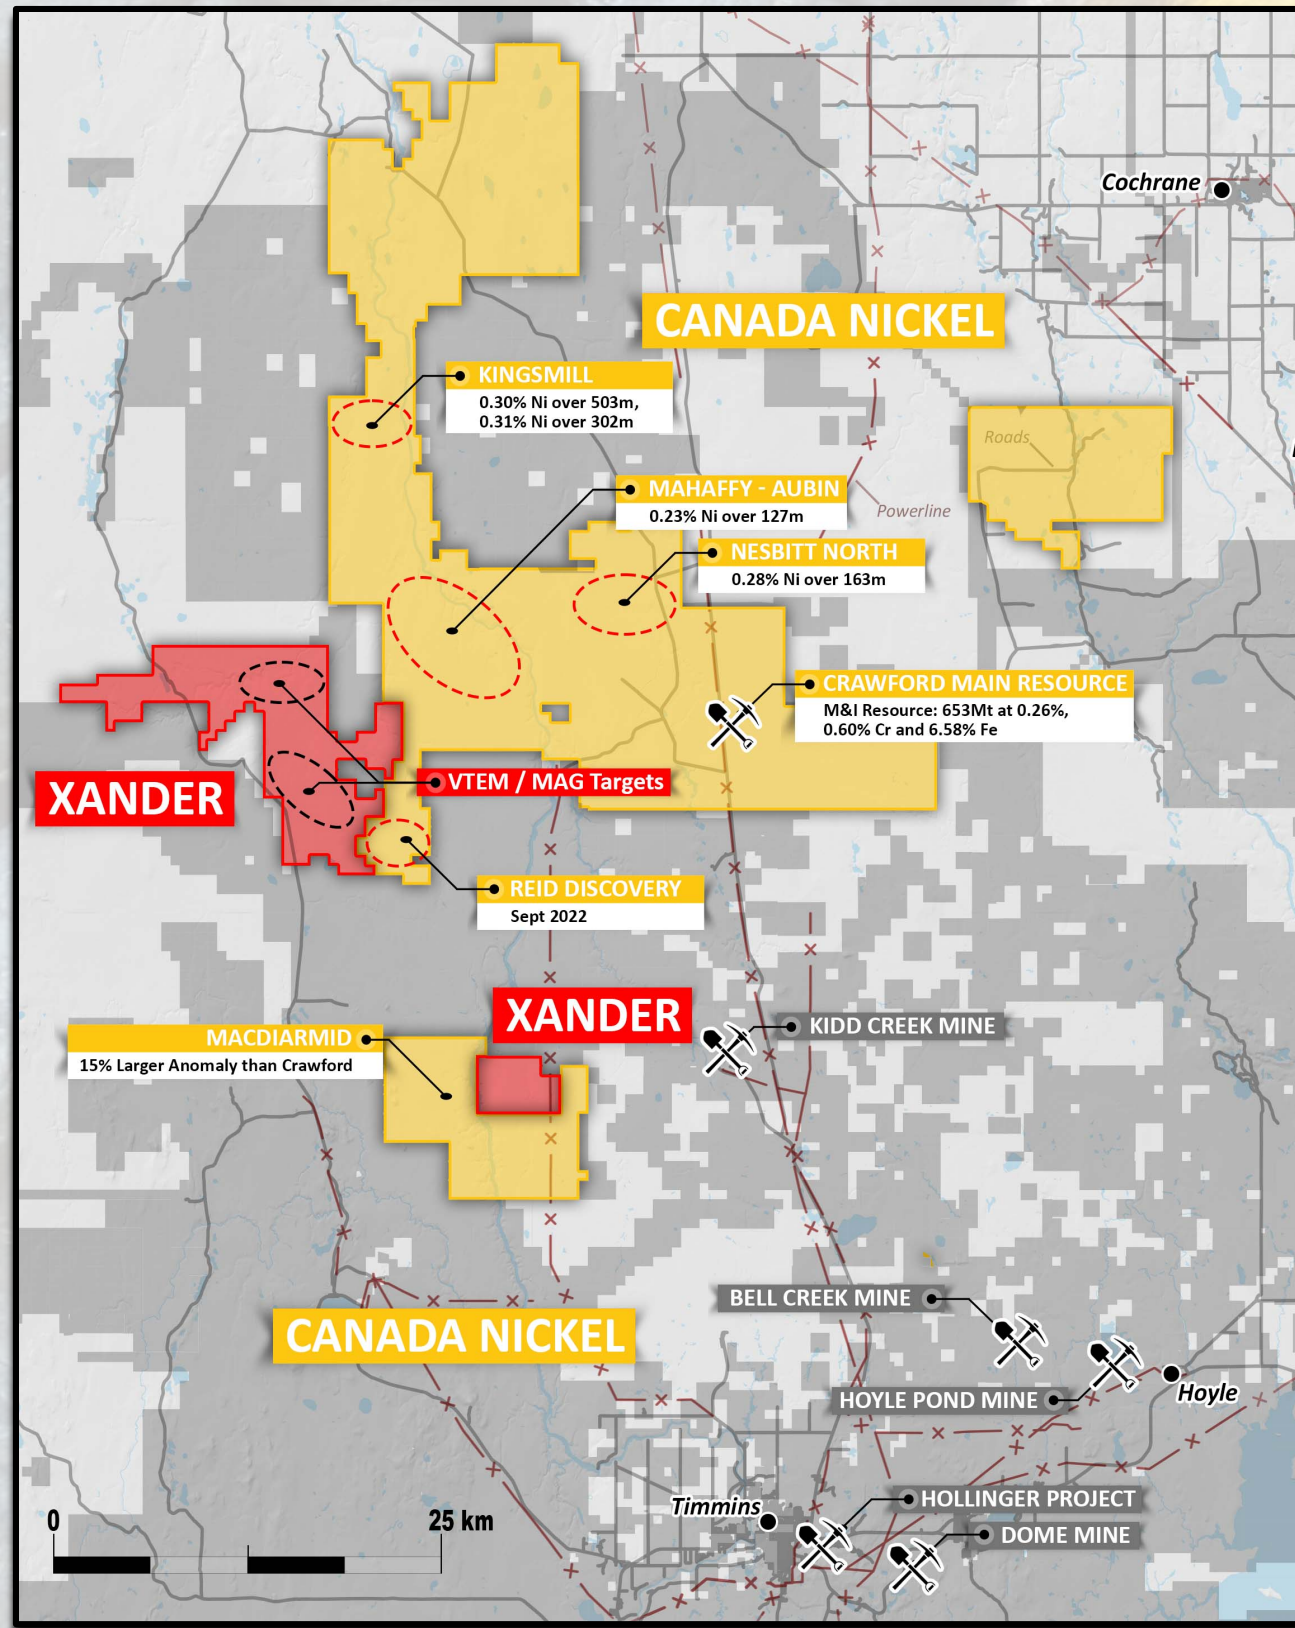 Cochrane
CANADA NICKEL
KINGSMILL
0.30% Ni over 503m,
0.31% Ni over 302m
Roads
MAHAFFY - AUBIN
0.23% Ni over 127m
Powerline
NESBITT NORTH
0.28% Ni over 163m
CRAWFORD MAIN RESOURCE
M&I Resource: 653Mt at 0.26%,
0.60% Cr and 6.58% Fe
XANDER
VTEM / MAG Targets
REID DISCOVERY
Sept 2022
XANDER
KIDD CREEK MINE
MACDIARMID
15% Larger Anomaly than Crawford
BELL CREEK MINE
CANADA NICKEL
HOYLE POND MINE
Hoyle
Timmins
HOLLINGER PROJECT
DOME MINE
0 25 km